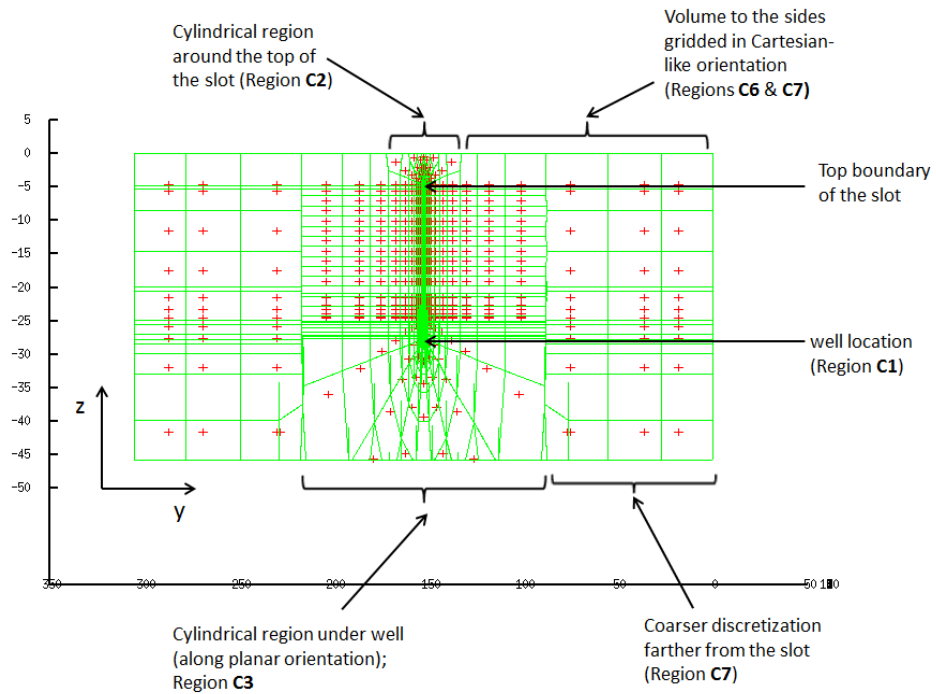 Cylindrical region
around the top of
the slot (Region C2)
Volume to the sides
gridded in Cartesian-
like orientation
(Regions C6 & C7)
Top boundary
of the slot
well location
(Region C1)
5
0
-5
-10
-15
-20
-25
-30
-35
-40
-45
-50
z
y
350
300
250
200
150
100
50
0
50
Cylindrical region under well
(along planar orientation);
Region C3
Coarser discretization
farther from the slot
(Region C7)